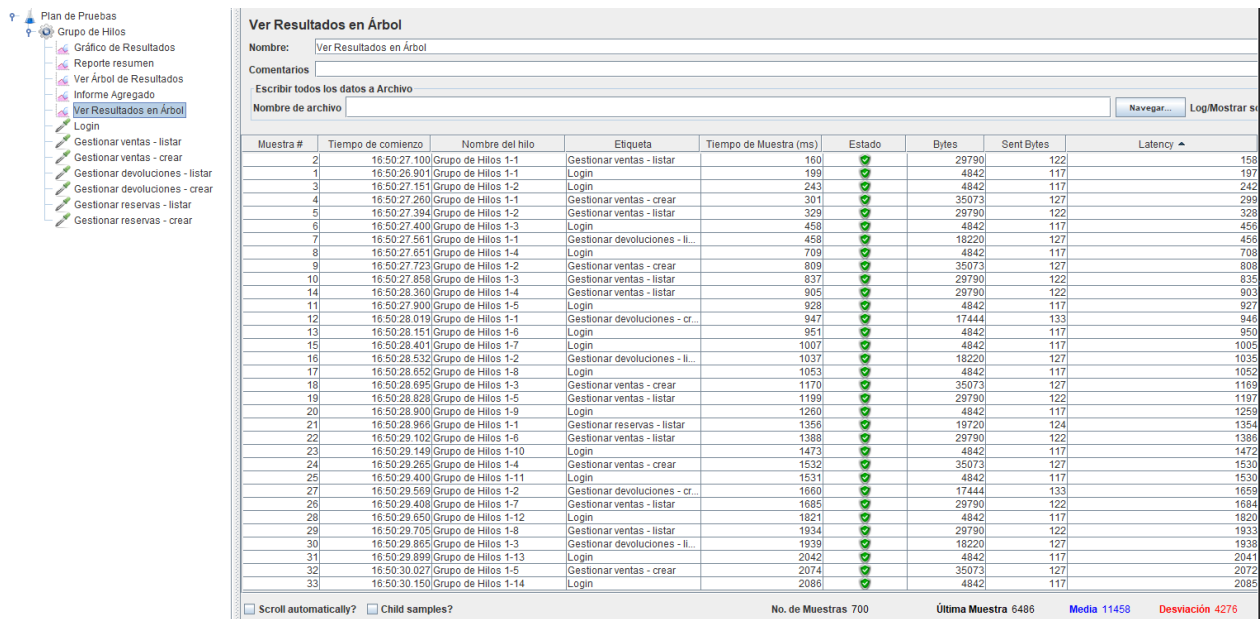 Plan de Pruebas
Grupo de Hilos
Gráfico de Resultados
Reporte resumen
Ver Árbol de Resultados
Informe Agregado
Ver Resultados en Árbol
Login
Gestionar ventas - listar
Gestionar ventas - crear
Gestionar devoluciones - listar
Gestionar devoluciones - crear
Gestionar reservas - listar
Gestionar reservas - crear
Ver Resultados en Árbol
Nombre: Ver Resultados en Árbol
Comentarios
Escribir todos los datos a Archivo
Nombre de archivo Navegar... Log/Mostrar so
Muestra # Tiempo de comienzo Nombre del hilo Etiqueta Tiempo de Muestra (ms) Estado Bytes Sent Bytes Latency
2 16:50:27.100 Grupo de Hilos 1-1 Gestionar ventas - listar 160 29790 122 158
1 16:50:26.901 Grupo de Hilos 1-1 Login 199 4842 117 197
3 16:50:27.151 Grupo de Hilos 1-2 Login 243 4842 117 242
4 16:50:27.260 Grupo de Hilos 1-1 Gestionar ventas - crear 301 35073 127 299
5 16:50:27.394 Grupo de Hilos 1-2 Gestionar ventas - listar 329 29790 122 328
6 16:50:27.400 Grupo de Hilos 1-3 Login 458 4842 117 456
7 16:50:27.561 Grupo de Hilos 1-1 Gestionar devoluciones - li... 458 18220 127 456
8 16:50:27.651 Grupo de Hilos 1-4 Login 709 4842 117 708
9 16:50:27.723 Grupo de Hilos 1-2 Gestionar ventas - crear 809 35073 127 808
10 16:50:27.858 Grupo de Hilos 1-3 Gestionar ventas - listar 837 29790 122 835
14 16:50:28.360 Grupo de Hilos 1-4 Gestionar ventas - listar 905 29790 122 903
11 16:50:27.900 Grupo de Hilos 1-5 Login 928 4842 117 927
12 16:50:28.019 Grupo de Hilos 1-1 Gestionar devoluciones - cr... 947 17444 133 946
13 16:50:28.151 Grupo de Hilos 1-6 Login 951 4842 117 950
15 16:50:28.401 Grupo de Hilos 1-7 Login 1007 4842 117 1005
16 16:50:28.532 Grupo de Hilos 1-2 Gestionar devoluciones - li... 1037 18220 127 1035
17 16:50:28.652 Grupo de Hilos 1-8 Login 1053 4842 117 1052
18 16:50:28.695 Grupo de Hilos 1-3 Gestionar ventas - crear 1170 35073 127 1169
19 16:50:28.828 Grupo de Hilos 1-5 Gestionar ventas - listar 1199 29790 122 1197
20 16:50:28.900 Grupo de Hilos 1-9 Login 1260 4842 117 1259
21 16:50:28.966 Grupo de Hilos 1-1 Gestionar reservas - listar 1356 19720 124 1354
22 16:50:29.102 Grupo de Hilos 1-6 Gestionar ventas - listar 1388 29790 122 1386
23 16:50:29.149 Grupo de Hilos 1-10 Login 1473 4842 117 1472
24 16:50:29.265 Grupo de Hilos 1-4 Gestionar ventas - crear 1532 35073 127 1530
25 16:50:29.400 Grupo de Hilos 1-11 Login 1531 4842 117 1530
27 16:50:29.569 Grupo de Hilos 1-2 Gestionar devoluciones - cr... 1660 17444 133 1659
26 16:50:29.408 Grupo de Hilos 1-7 Gestionar ventas - listar 1685 29790 122 1684
28 16:50:29.650 Grupo de Hilos 1-12 Login 1821 4842 117 1820
29 16:50:29.705 Grupo de Hilos 1-8 Gestionar ventas - listar 1934 29790 122 1933
30 16:50:29.865 Grupo de Hilos 1-3 Gestionar devoluciones - li... 1939 18220 127 1938
31 16:50:29.899 Grupo de Hilos 1-13 Login 2042 4842 117 2041
32 16:50:30.027 Grupo de Hilos 1-5 Gestionar ventas - crear 2074 35073 127 2072
33 16:50:30.150 Grupo de Hilos 1-14 Login 2086 4842 117 2085
Scroll automatically? Child samples? No. de Muestras 700 Última Muestra 6486 Media 11458 Desviación 4276